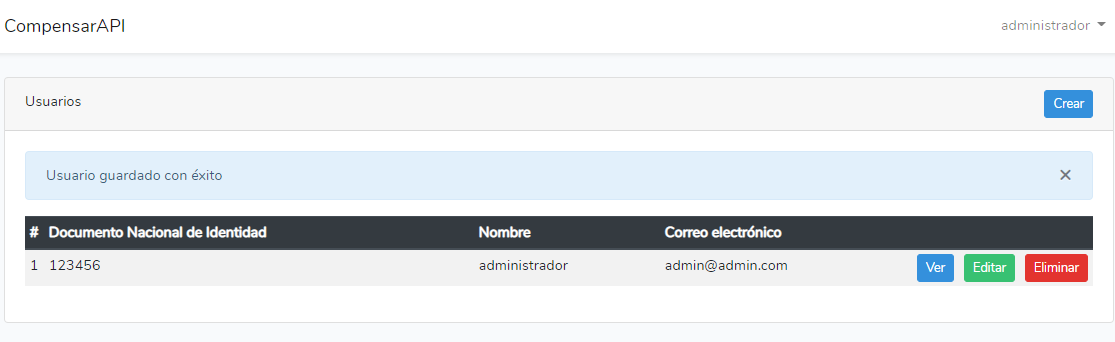 CompensarAPI administrador
Usuarios Crear
Usuario guardado con éxito ×
# Documento Nacional de Identidad Nombre Correo electrónico
1 123456 administrador admin@admin.com Ver Editar Eliminar